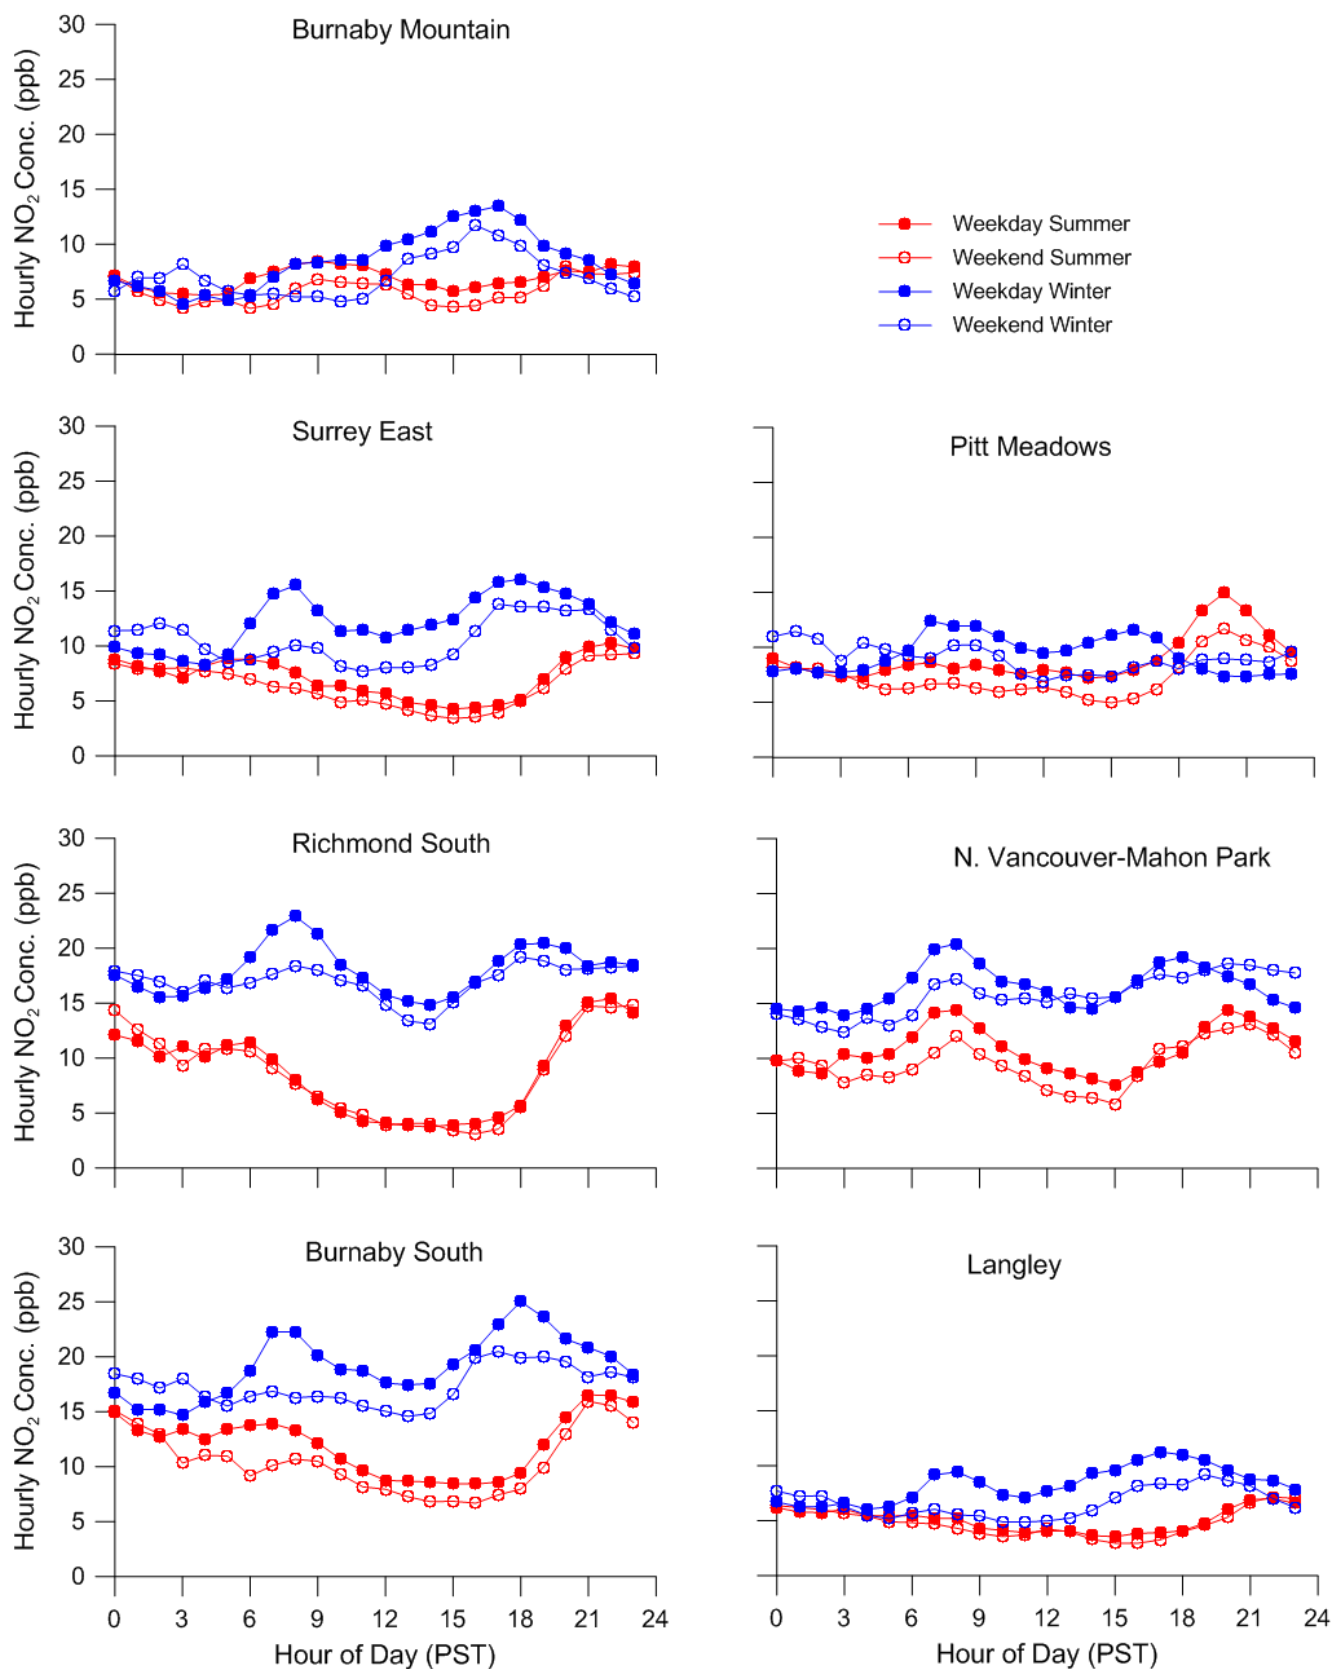 Burnaby Mountain
Hourly NO2 Conc. (ppb)
30
25
20
15
10
5
0
Weekday Summer
Weekend Summer
Weekday Winter
Weekend Winter
Surrey East
Hourly NO2 Conc. (ppb)
30
25
20
15
10
5
0
Pitt Meadows
Richmond South
Hourly NO2 Conc. (ppb)
30
25
20
15
10
5
0
N. Vancouver-Mahon Park
Burnaby South
Hourly NO2 Conc. (ppb)
30
25
20
15
10
5
0
0 3 6 9 12 15 18 21 24
Hour of Day (PST)
Langley
0 3 6 9 12 15 18 21 24
Hour of Day (PST)